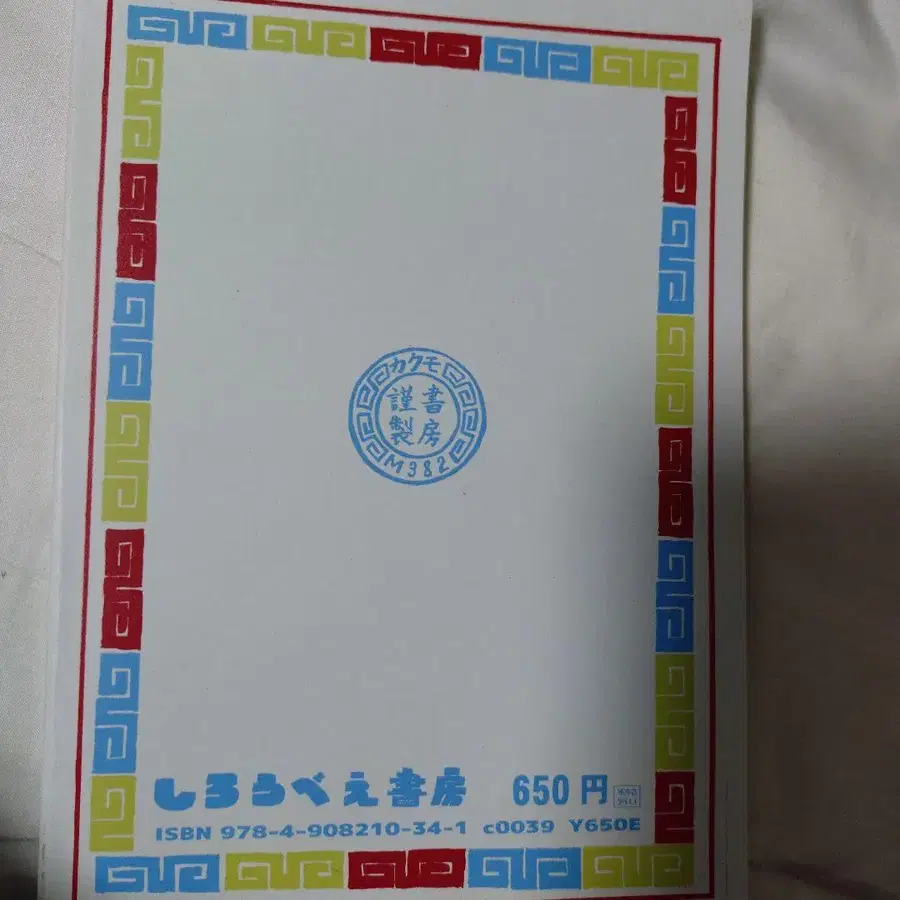 カクモ
書房
謹製
M382
しろうべえ書房 650円
ISBN 978-4-908210-34-1 c0039 Y650E